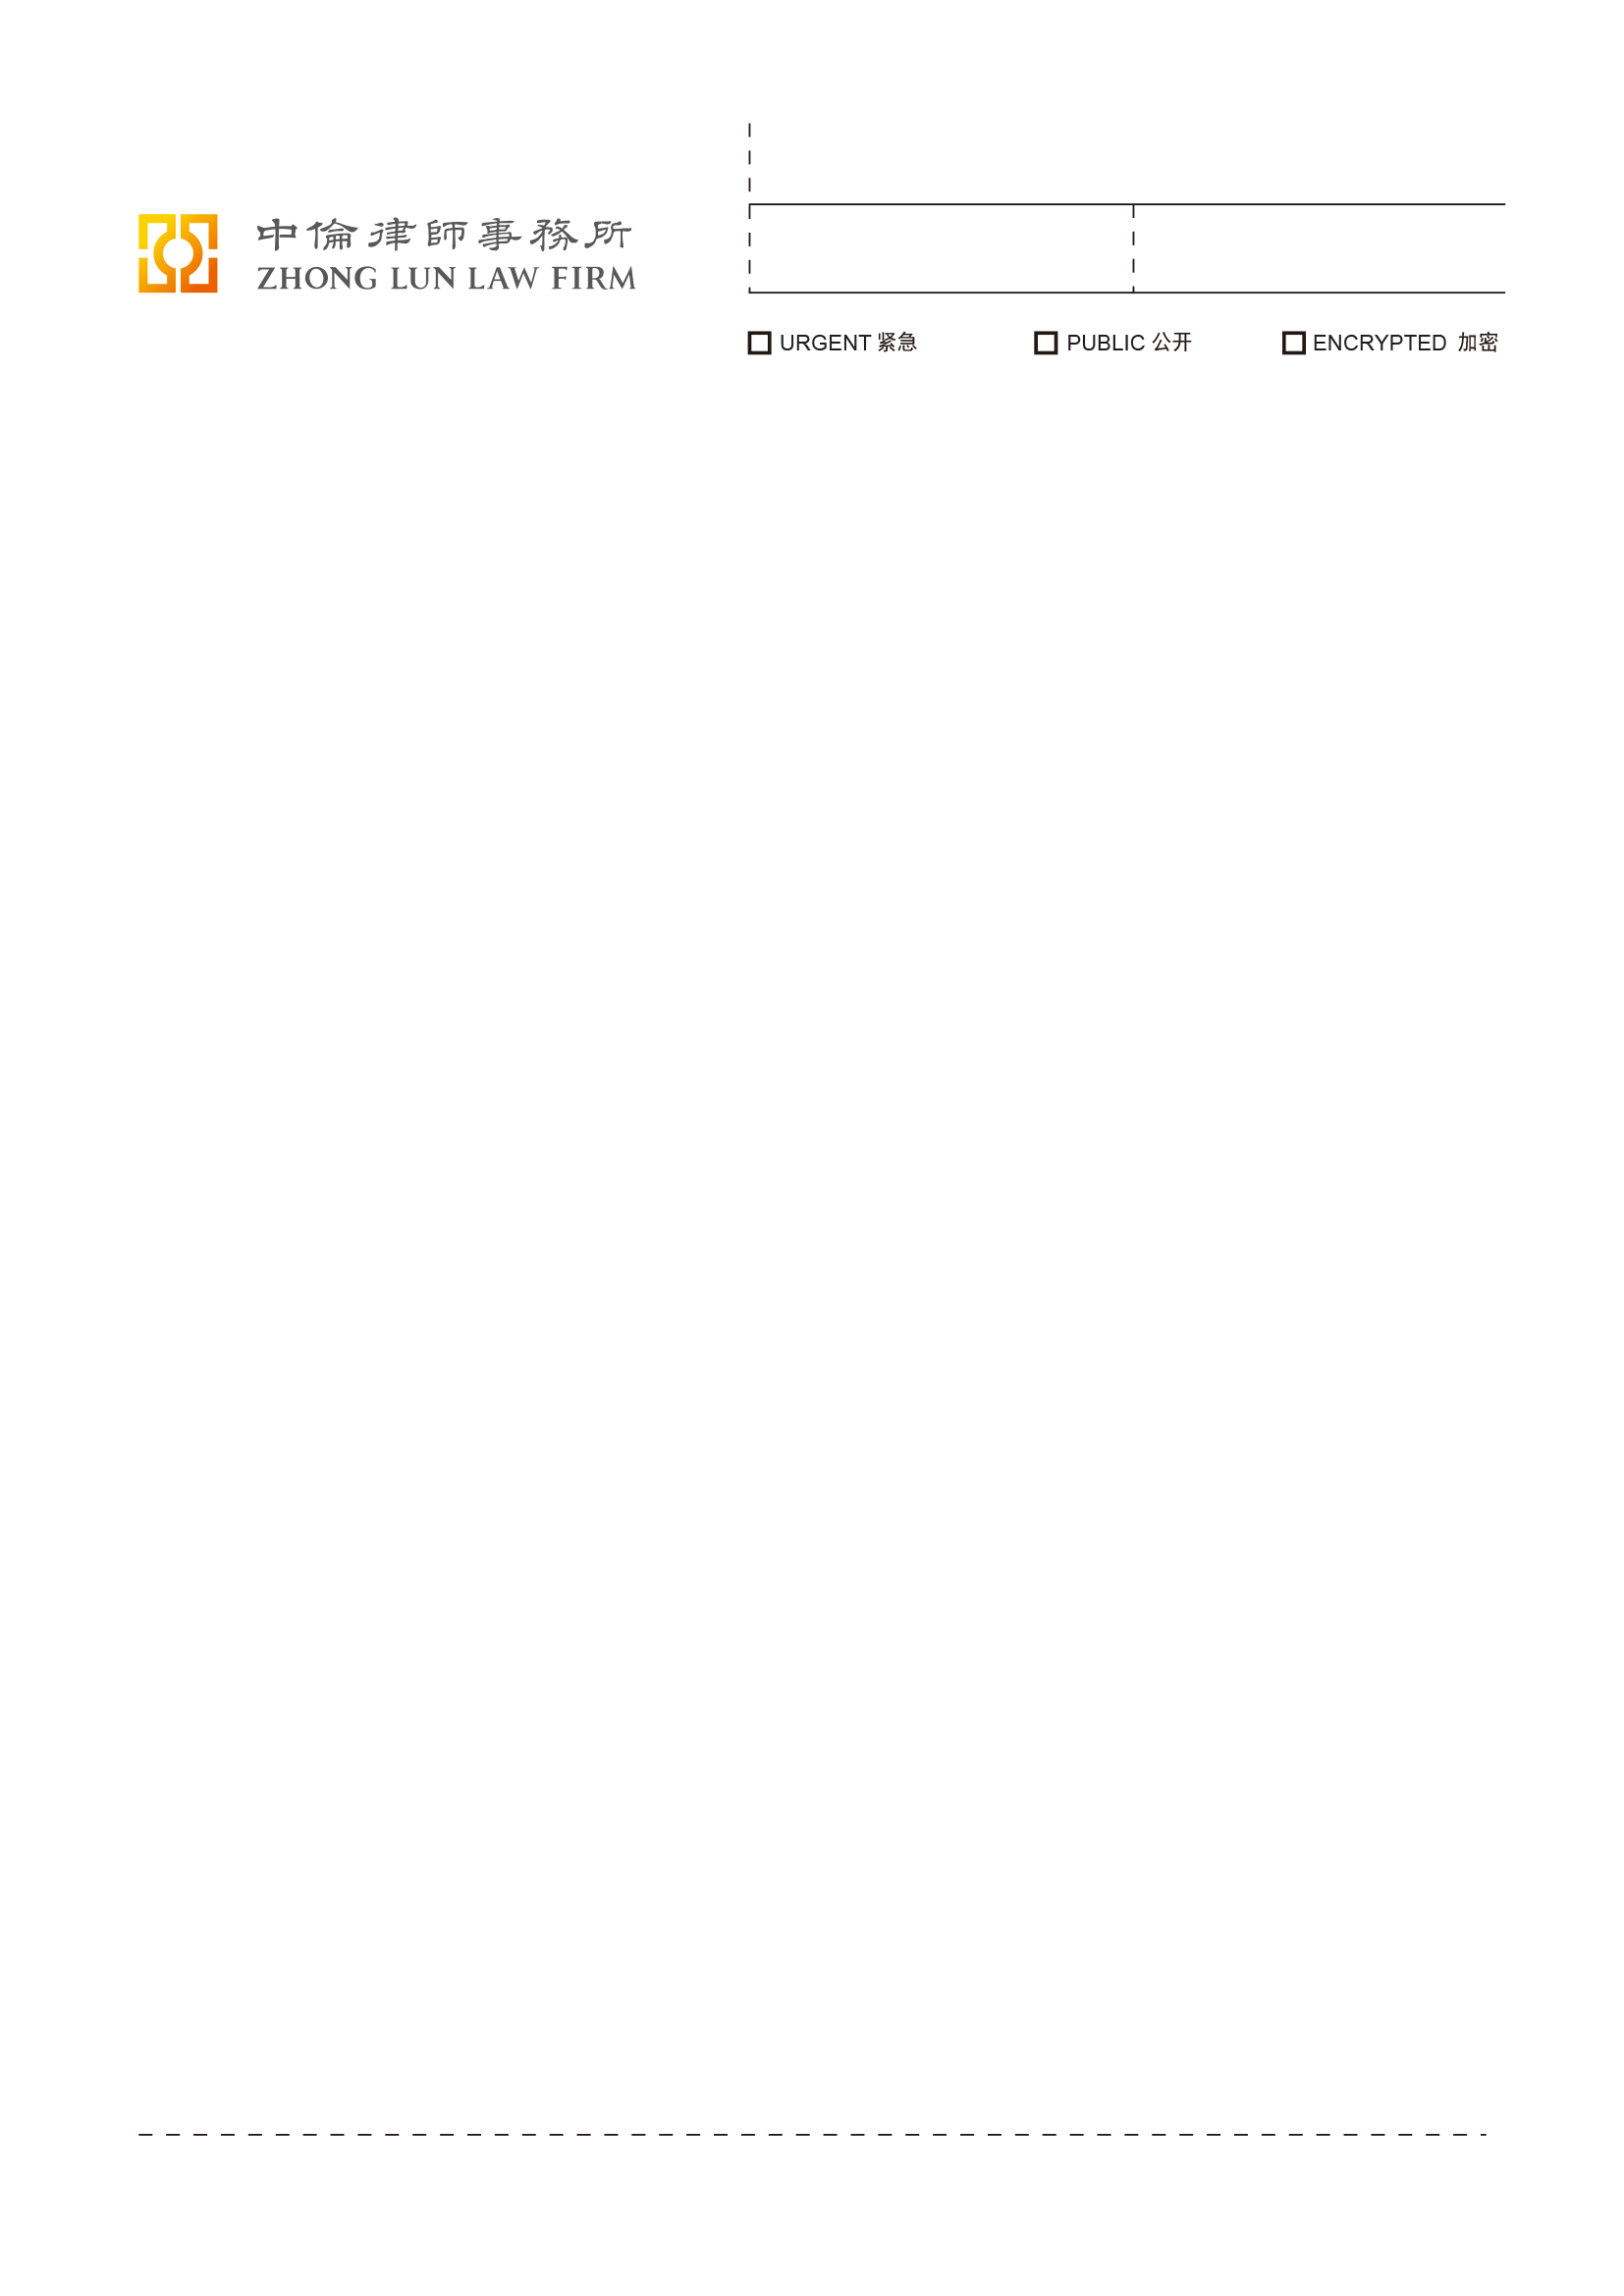 中倫律師事務所
ZHONG LUN LAW FIRM
URGENT 紧急
PUBLIC 公开
ENCRYPTED 加密